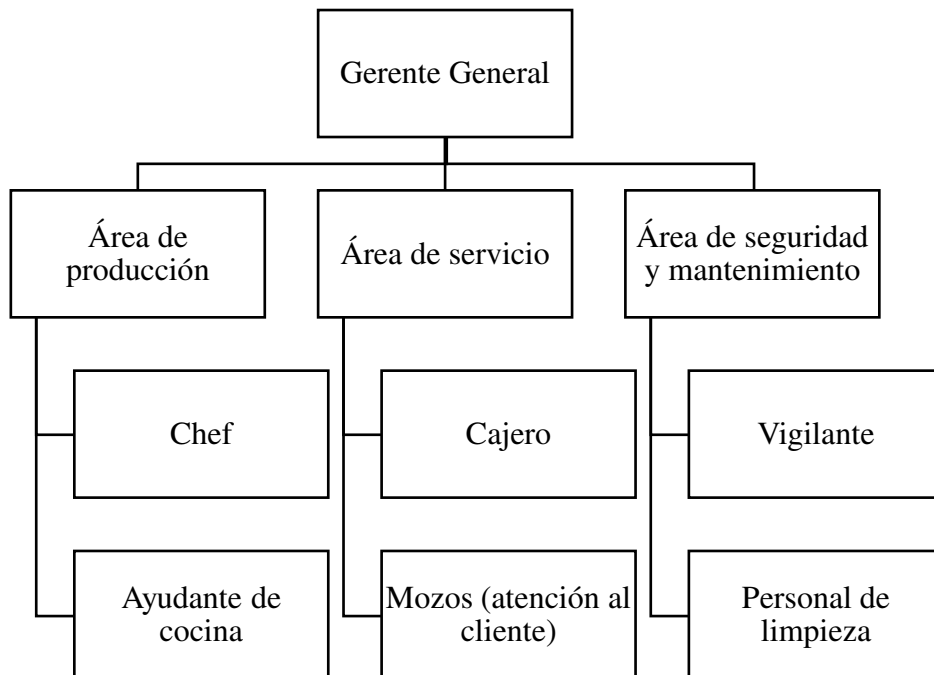 Gerente General
Área de
producción
Área de servicio
Área de seguridad
y mantenimiento
Chef
Cajero
Vigilante
Ayudante de
cocina
Mozos (atención al
cliente)
Personal de
limpieza